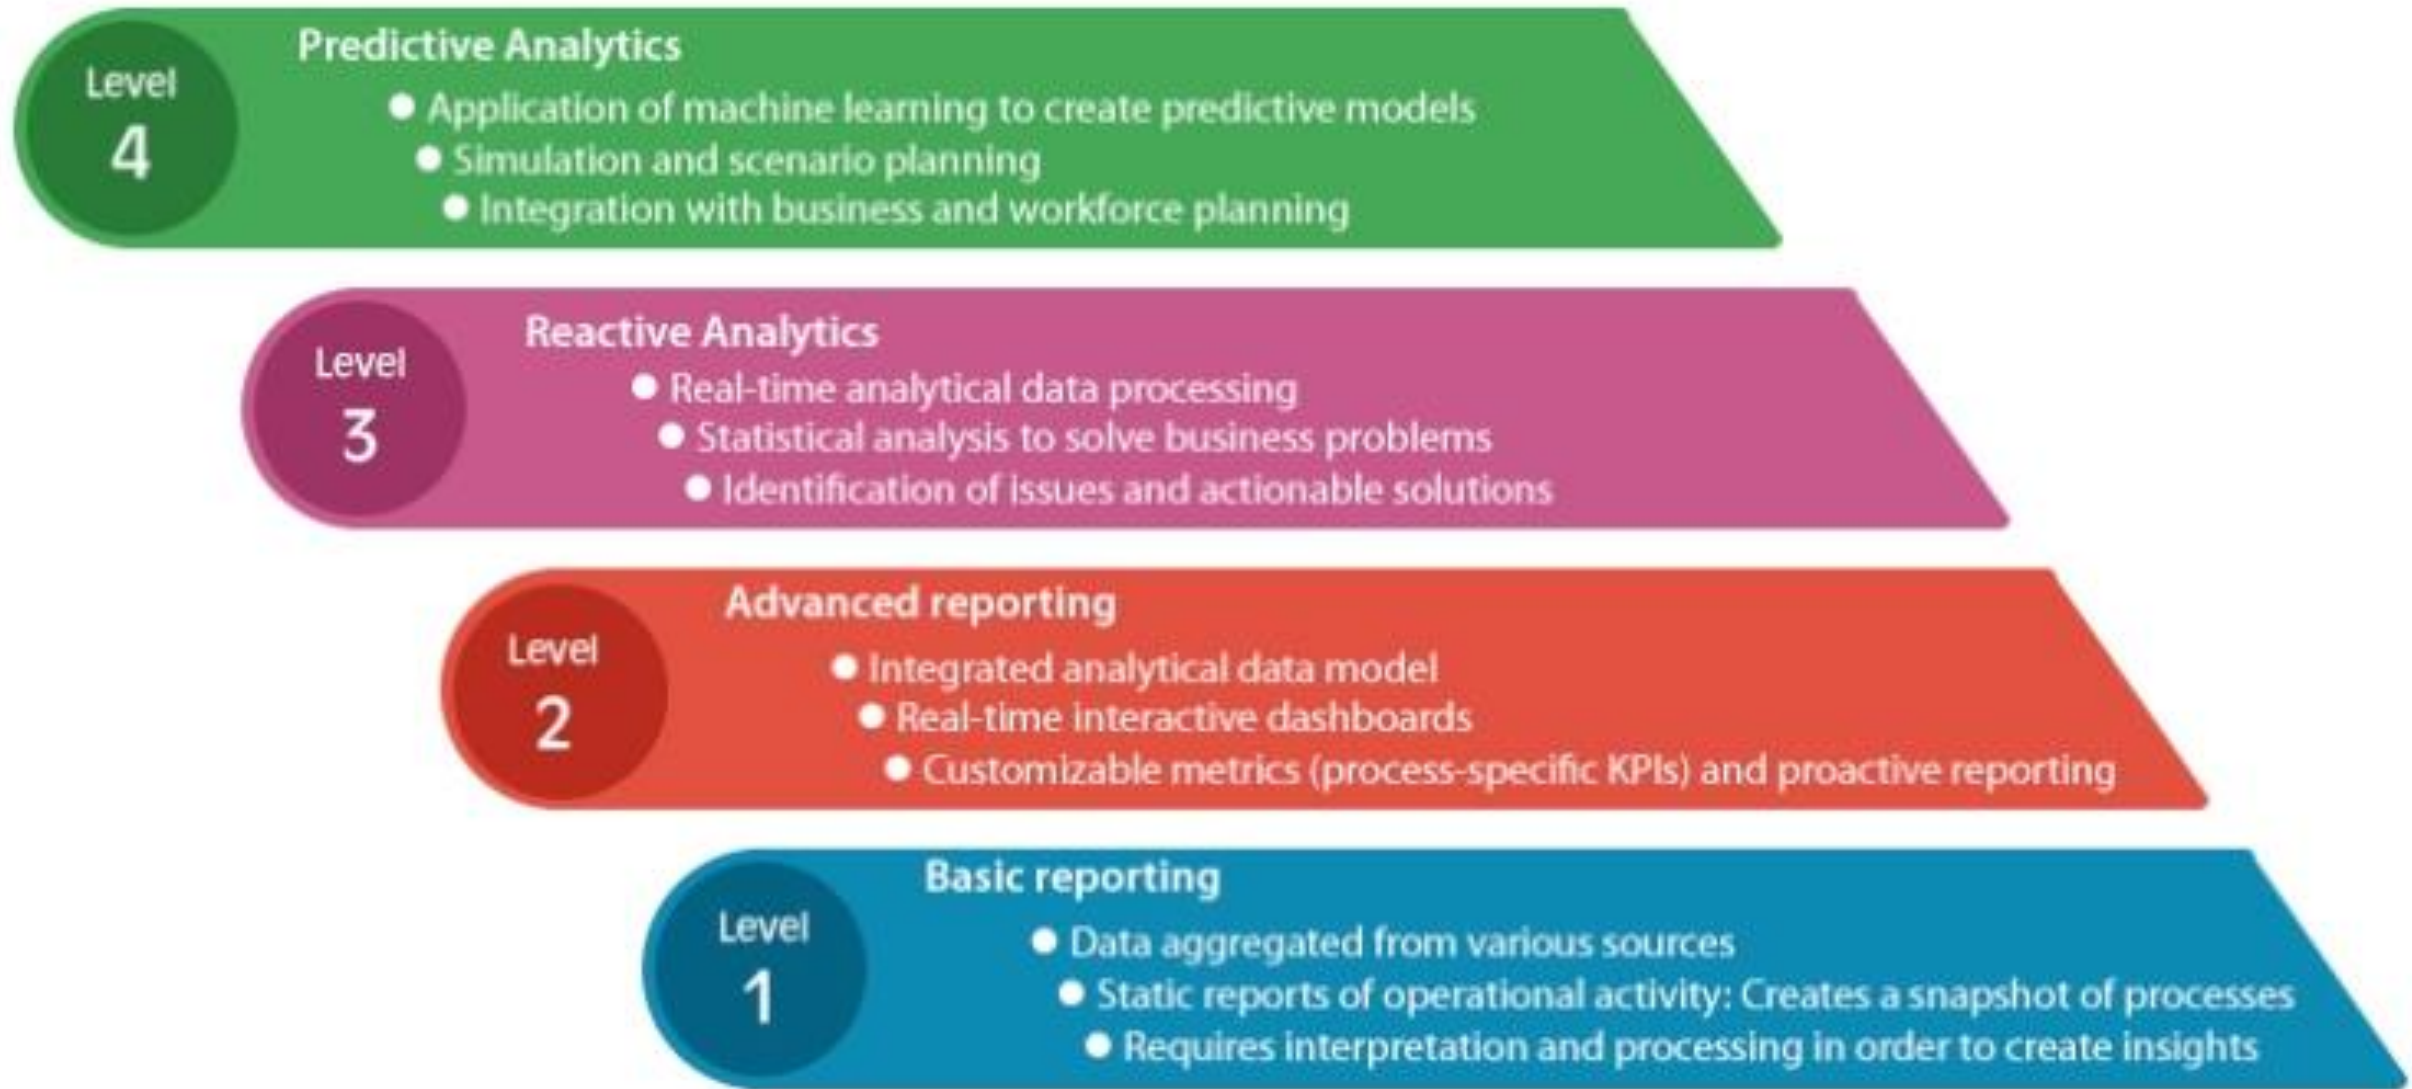 Level
4
Predictive Analytics
● Application of machine learning to create predictive models
● Simulation and scenario planning
● Integration with business and workforce planning
Level
3
Reactive Analytics
● Real-time analytical data processing
● Statistical analysis to solve business problems
● Identification of issues and actionable solutions
Level
2
Advanced reporting
● Integrated analytical data model
● Real-time interactive dashboards
● Customizable metrics (process-specific KPIs) and proactive reporting
Level
1
Basic reporting
● Data aggregated from various sources
● Static reports of operational activity: Creates a snapshot of processes
● Requires interpretation and processing in order to create insights